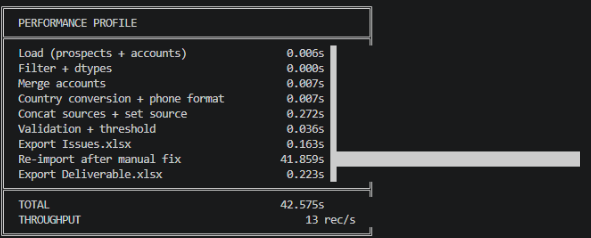 PERFORMANCE PROFILE
Load (prospects + accounts) 0.006s
Filter + dtypes 0.000s
Merge accounts 0.007s
Country conversion + phone format 0.007s
Concat sources + set source 0.272s
Validation + threshold 0.036s
Export Issues.xlsx 0.163s
Re-import after manual fix 41.859s
Export Deliverable.xlsx 0.223s
TOTAL 42.575s
THROUGHPUT 13 rec/s